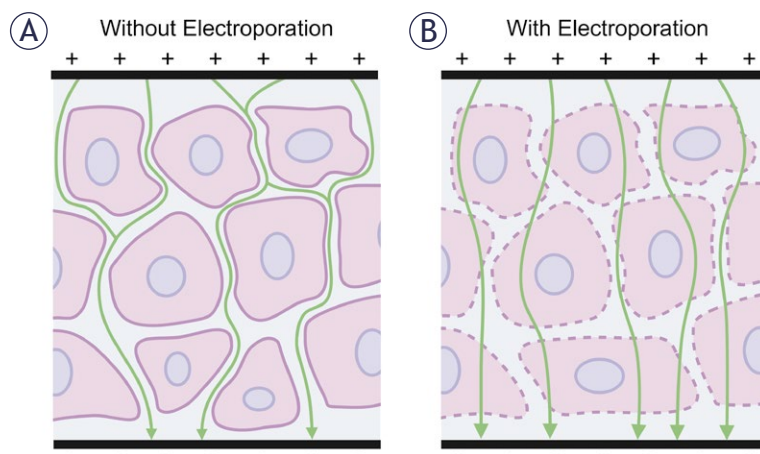 A Without Electroporation
+ + + + + + +
B With Electroporation
+ + + + + + +